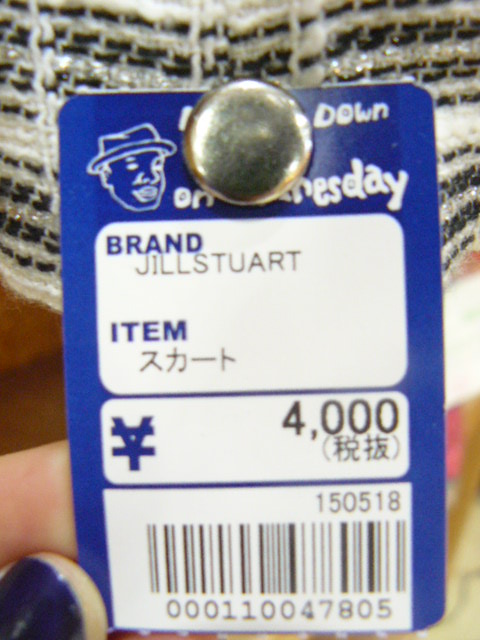 DOWN
on
BRAND
JILLSTUART
ITEM
スカート
¥ 4,000
(税抜)
150518
000110047805